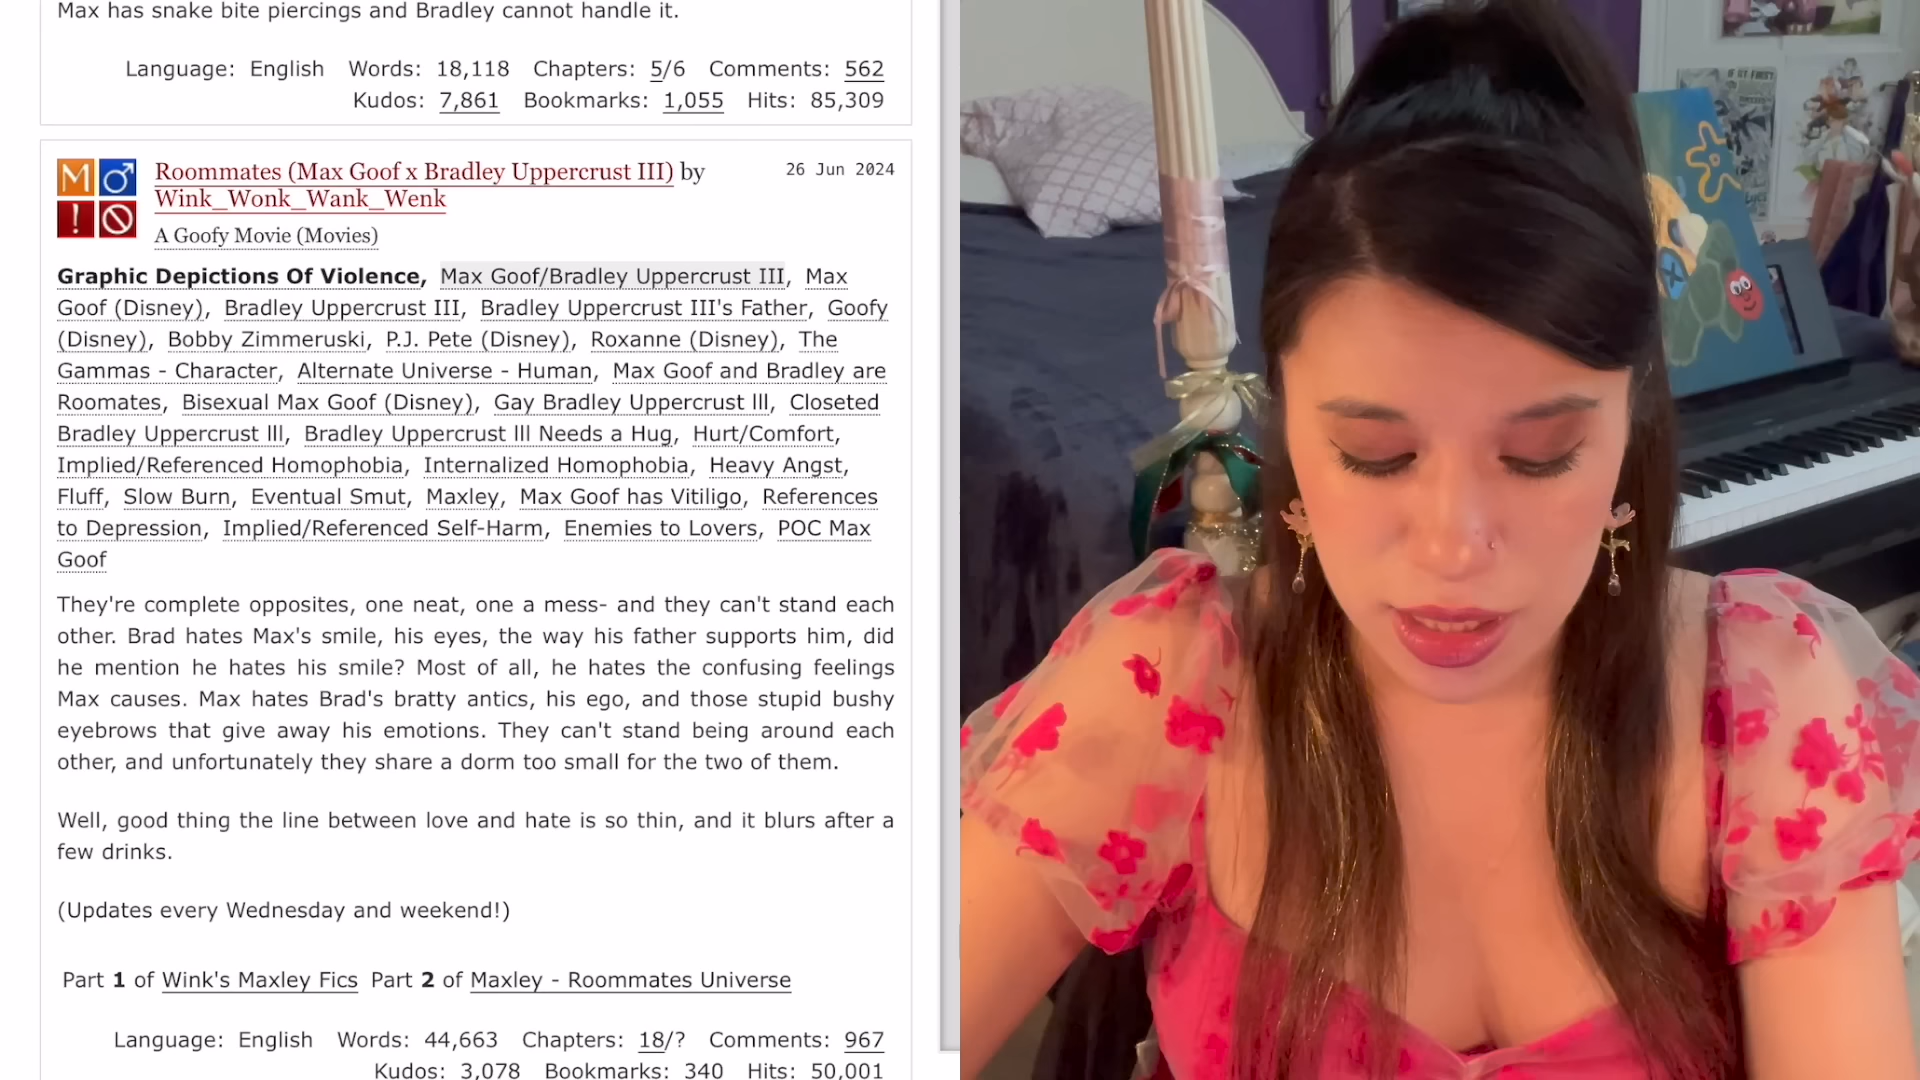 Max has snake bite piercings and Bradley cannot handle it.
Language: English Words: 18,118 Chapters: 5/6 Comments: 562
Kudos: 7,861 Bookmarks: 1,055 Hits: 85,309
M
Roommates (Max Goof x Bradley Uppercrust III) by
26 Jun 2024
Wink_Wonk_Wank_Wenk
!
A Goofy Movie (Movies)
Graphic Depictions Of Violence, Max Goof/Bradley Uppercrust III, Max
Goof (Disney), Bradley Uppercrust III, Bradley Uppercrust III's Father, Goofy
(Disney), Bobby Zimmeruski, P.J. Pete (Disney), Roxanne (Disney), The
Gammas - Character, Alternate Universe - Human, Max Goof and Bradley are
Roomates, Bisexual Max Goof (Disney), Gay Bradley Uppercrust lll, Closeted
Bradley Uppercrust lll, Bradley Uppercrust lll Needs a Hug, Hurt/Comfort,
Implied/Referenced Homophobia, Internalized Homophobia, Heavy Angst,
Fluff, Slow Burn, Eventual Smut, Maxley, Max Goof has Vitiligo, References
to Depression, Implied/Referenced Self-Harm, Enemies to Lovers, POC Max
Goof
They're complete opposites, one neat, one a mess- and they can't stand each
other. Brad hates Max's smile, his eyes, the way his father supports him, did
he mention he hates his smile? Most of all, he hates the confusing feelings
Max causes. Max hates Brad's bratty antics, his ego, and those stupid bushy
eyebrows that give away his emotions. They can't stand being around each
other, and unfortunately they share a dorm too small for the two of them.
Well, good thing the line between love and hate is so thin, and it blurs after a
few drinks.
(Updates every Wednesday and weekend!)
Part 1 of Wink's Maxley Fics Part 2 of Maxley - Roommates Universe
Language: English Words: 44,663 Chapters: 18/? Comments: 967
Kudos: 3,078 Bookmarks: 340 Hits: 50,001
IF AT FIRST